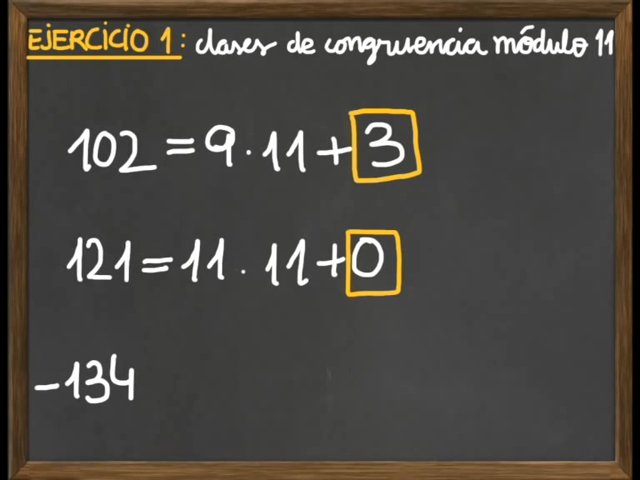 EJERCICIO 1: clases de congruencia módulo 11
102 = 9 · 11 + 3
121 = 11 · 11 + 0
-134